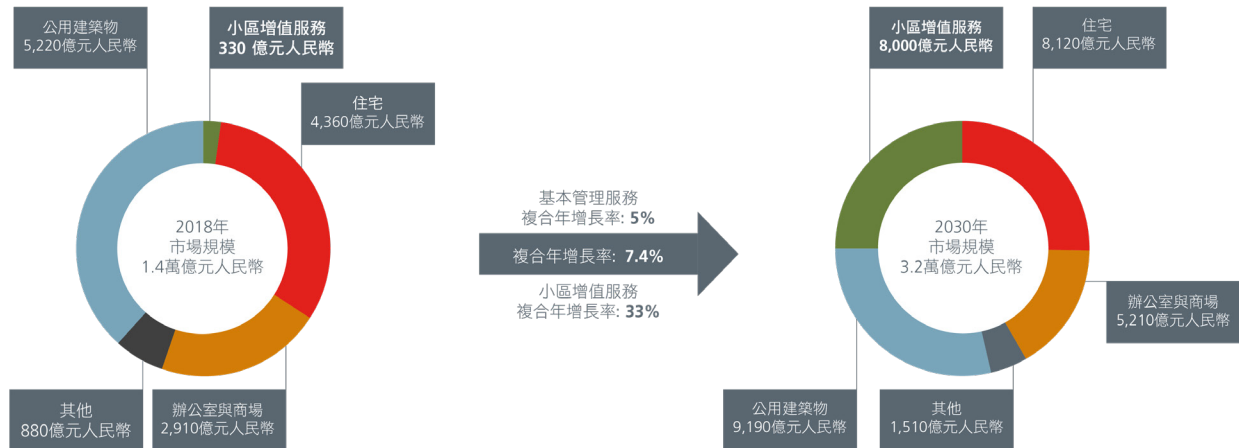 公用建築物
5,220億元人民幣
小區增值服務
330 億元人民幣
住宅
4,360億元人民幣
2018年
市場規模
1.4萬億元人民幣
其他
880億元人民幣
辦公室與商場
2,910億元人民幣
基本管理服務
複合年增長率: 5%
複合年增長率: 7.4%
小區增值服務
複合年增長率: 33%
小區增值服務
8,000億元人民幣
住宅
8,120億元人民幣
2030年
市場規模
3.2萬億元人民幣
辦公室與商場
5,210億元人民幣
公用建築物
9,190億元人民幣
其他
1,510億元人民幣